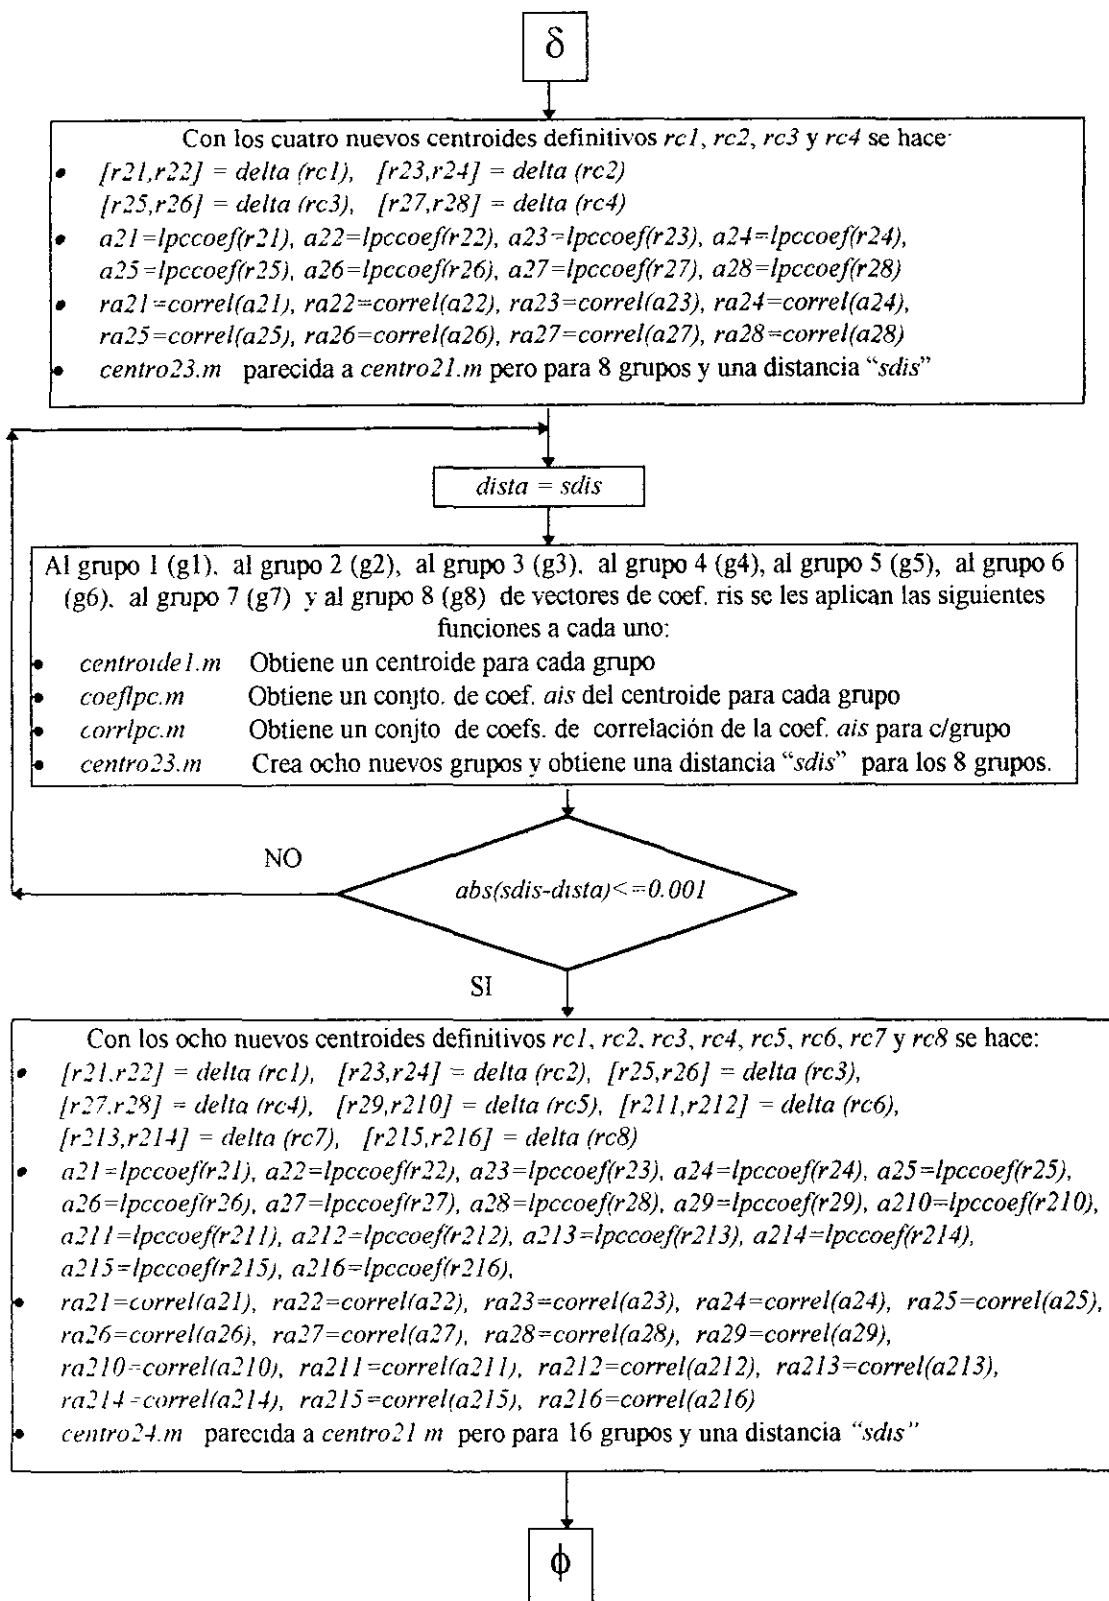 δ
Con los cuatro nuevos centroides definitivos rc1, rc2, rc3 y rc4 se hace:
• [r21,r22] = delta (rc1), [r23,r24] = delta (rc2)
[r25,r26] = delta (rc3), [r27,r28] = delta (rc4)
• a21=lpccoef(r21), a22=lpccoef(r22), a23=lpccoef(r23), a24=lpccoef(r24),
a25=lpccoef(r25), a26=lpccoef(r26), a27=lpccoef(r27), a28=lpccoef(r28)
• ra21=correl(a21), ra22=correl(a22), ra23=correl(a23), ra24=correl(a24),
ra25=correl(a25), ra26=correl(a26), ra27=correl(a27), ra28=correl(a28)
• centro23.m parecida a centro21.m pero para 8 grupos y una distancia “sdis”
dista = sdis
Al grupo 1 (g1), al grupo 2 (g2), al grupo 3 (g3), al grupo 4 (g4), al grupo 5 (g5), al grupo 6
(g6), al grupo 7 (g7) y al grupo 8 (g8) de vectores de coef. ris se les aplican las siguientes
funciones a cada uno:
• centroide1.m Obtiene un centroide para cada grupo
• coeflpc.m Obtiene un conjto. de coef. ais del centroide para cada grupo
• corrlpc.m Obtiene un conjto de coefs. de correlación de la coef. ais para c/grupo
• centro23.m Crea ocho nuevos grupos y obtiene una distancia “sdis” para los 8 grupos.
NO
abs(sdis-dista)<=0.001
SI
Con los ocho nuevos centroides definitivos rc1, rc2, rc3, rc4, rc5, rc6, rc7 y rc8 se hace:
• [r21,r22] = delta (rc1), [r23,r24] = delta (rc2), [r25,r26] = delta (rc3),
[r27,r28] = delta (rc4), [r29,r210] = delta (rc5), [r211,r212] = delta (rc6),
[r213,r214] = delta (rc7), [r215,r216] = delta (rc8)
• a21=lpccoef(r21), a22=lpccoef(r22), a23=lpccoef(r23), a24=lpccoef(r24), a25=lpccoef(r25),
a26=lpccoef(r26), a27=lpccoef(r27), a28=lpccoef(r28), a29=lpccoef(r29), a210=lpccoef(r210),
a211=lpccoef(r211), a212=lpccoef(r212), a213=lpccoef(r213), a214=lpccoef(r214),
a215=lpccoef(r215), a216=lpccoef(r216),
• ra21=correl(a21), ra22=correl(a22), ra23=correl(a23), ra24=correl(a24), ra25=correl(a25),
ra26=correl(a26), ra27=correl(a27), ra28=correl(a28), ra29=correl(a29),
ra210=correl(a210), ra211=correl(a211), ra212=correl(a212), ra213=correl(a213),
ra214=correl(a214), ra215=correl(a215), ra216=correl(a216)
• centro24.m parecida a centro21 m pero para 16 grupos y una distancia “sdis”
ϕ